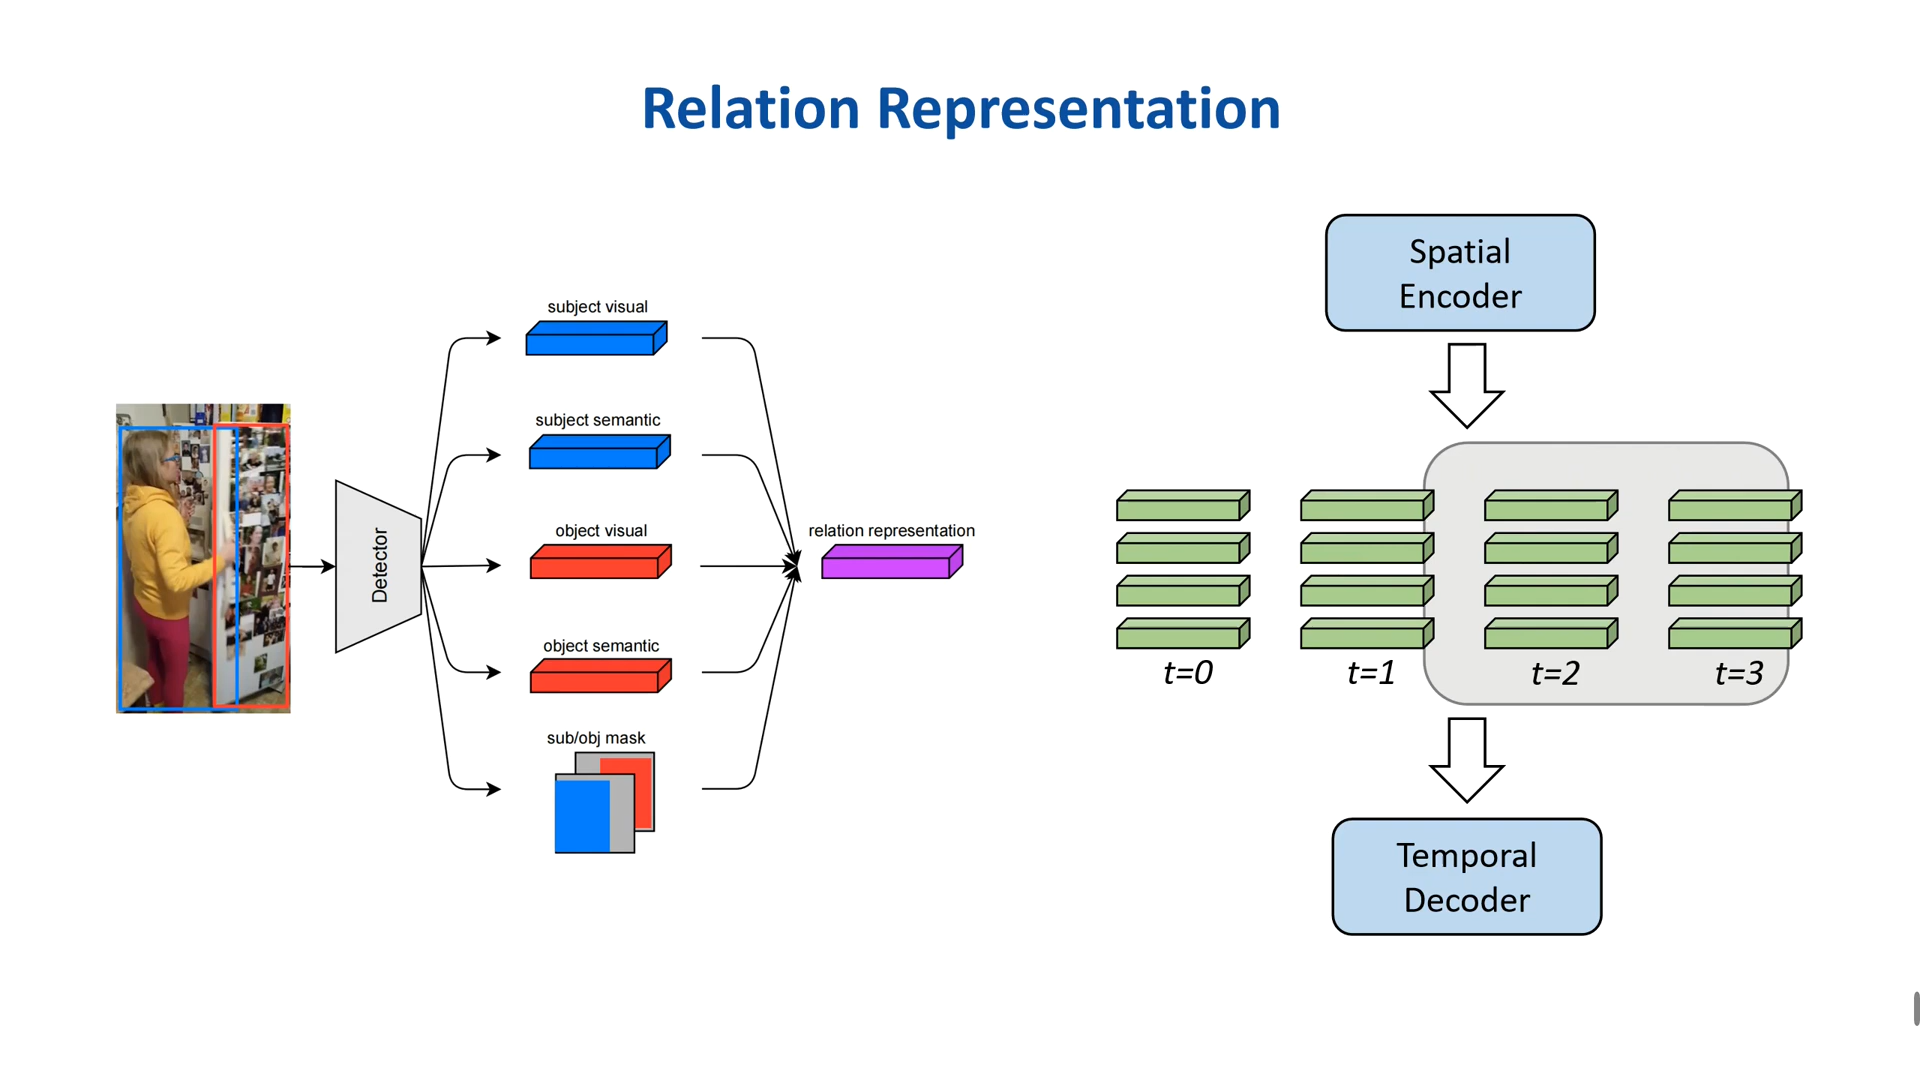 Relation Representation
subject visual
subject semantic
object visual
object semantic
sub/obj mask
Detector
relation representation
Spatial
Encoder
t=0
t=1
t=2
t=3
Temporal
Decoder